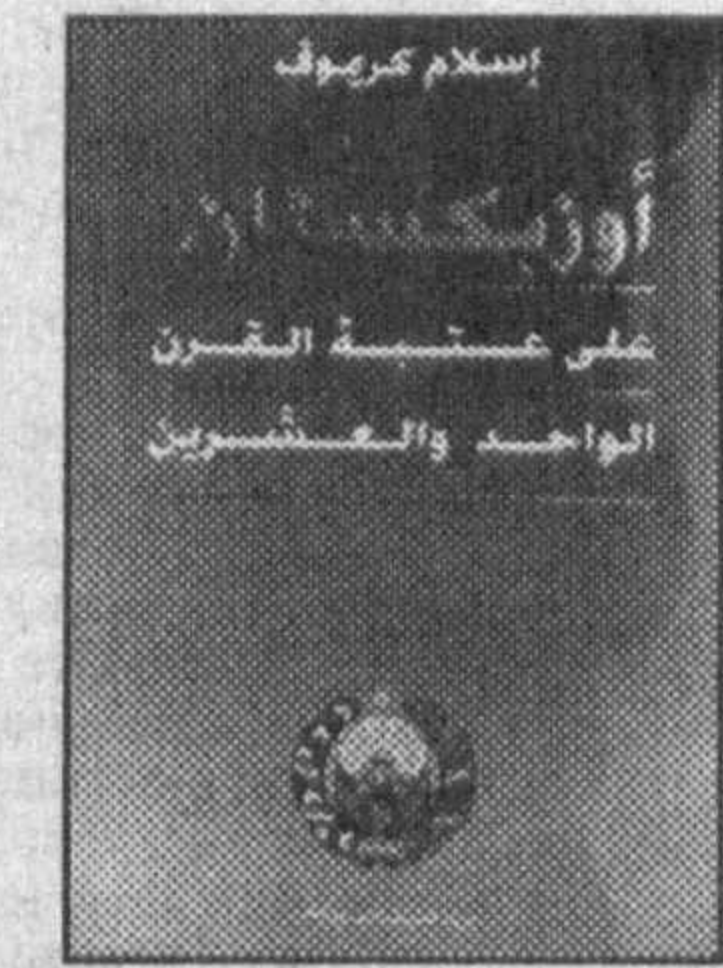 إسلام كريموف
أوزبكستان
على عتبة القرن
الواحد والعشرين